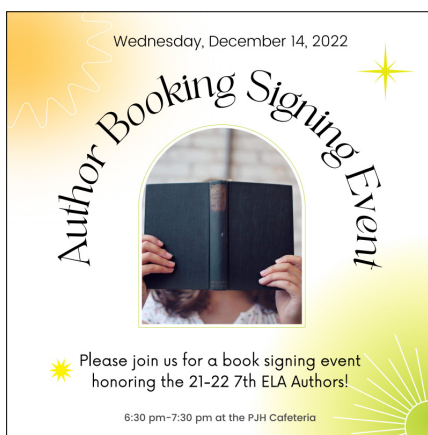 Wednesday, December 14, 2022
Author Booking Signing Event
Please join us for a book signing event
honoring the 21-22 7th ELA Authors!
6:30 pm-7:30 pm at the PJH Cafeteria